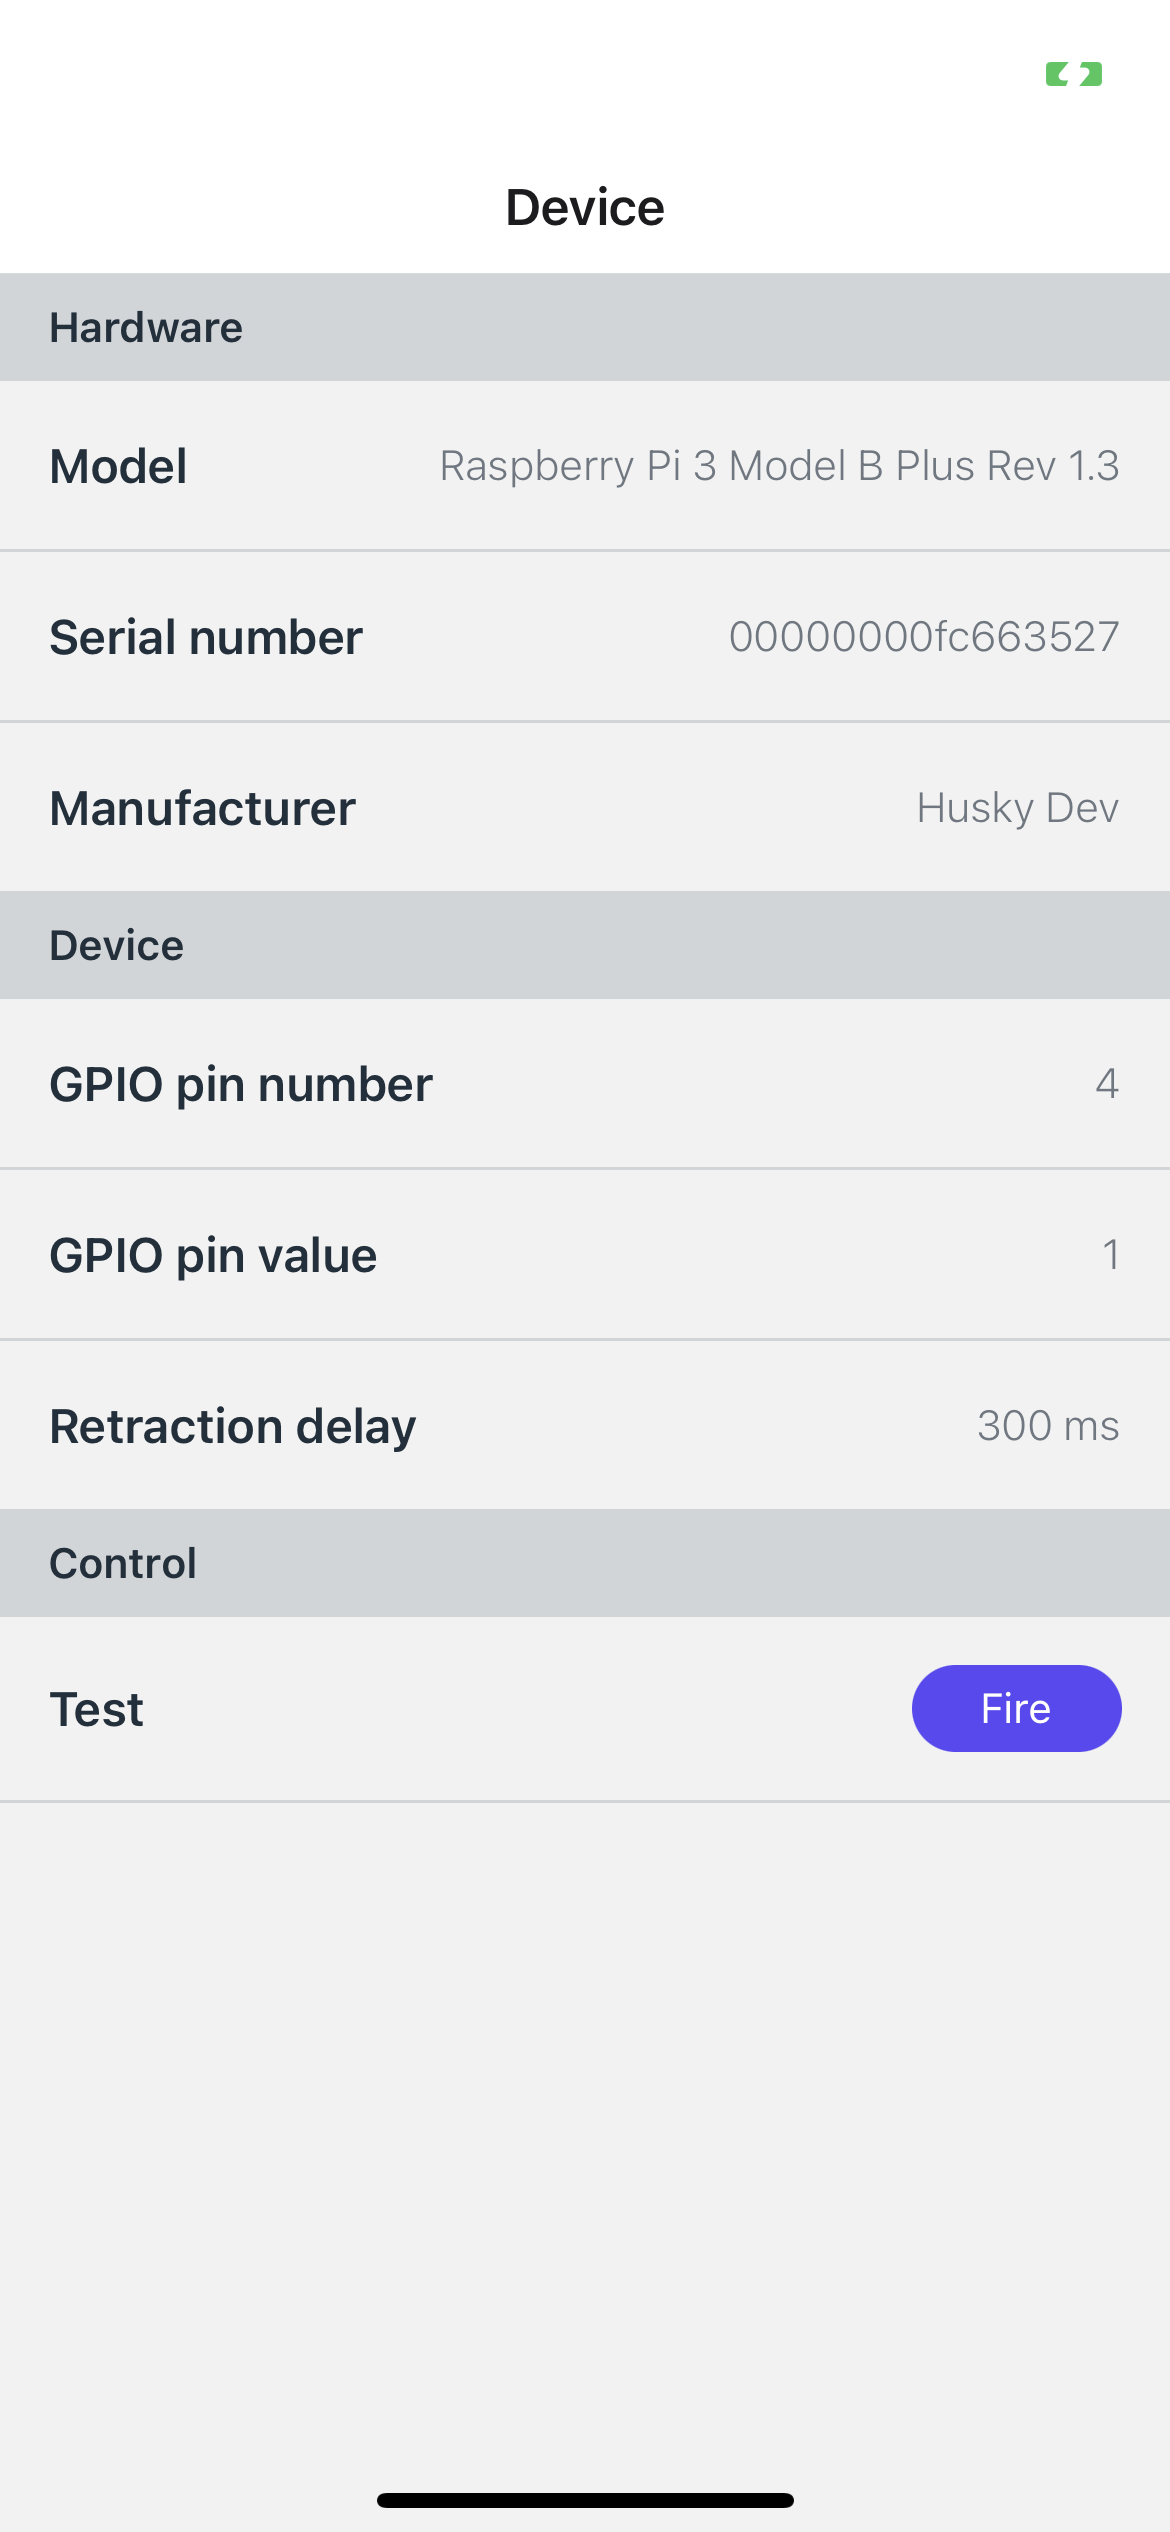 Device
Hardware
Model Raspberry Pi 3 Model B Plus Rev 1.3
Serial number 00000000fc663527
Manufacturer Husky Dev
Device
GPIO pin number 4
GPIO pin value 1
Retraction delay 300 ms
Control
Test Fire